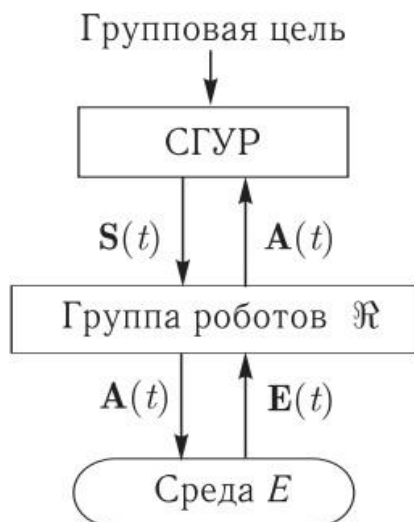 Групповая цель
СГУР
S(t) A(t)
Группа роботов ℜ
A(t) E(t)
Среда E